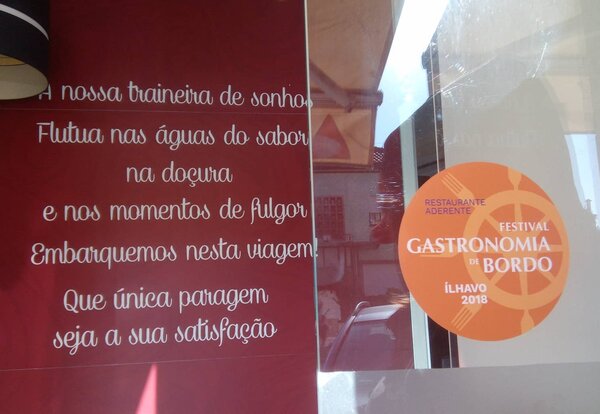 A nossa traineira de sonhos
Flutua nas águas do sabor
na doçura
e nos momentos de fulgor
Embarquemos nesta viagem!
Que única paragem
seja a sua satisfação
RESTAURANTE
ADERENTE
FESTIVAL
GASTRONOMIA
DE BORDO
ÍLHAVO
2018